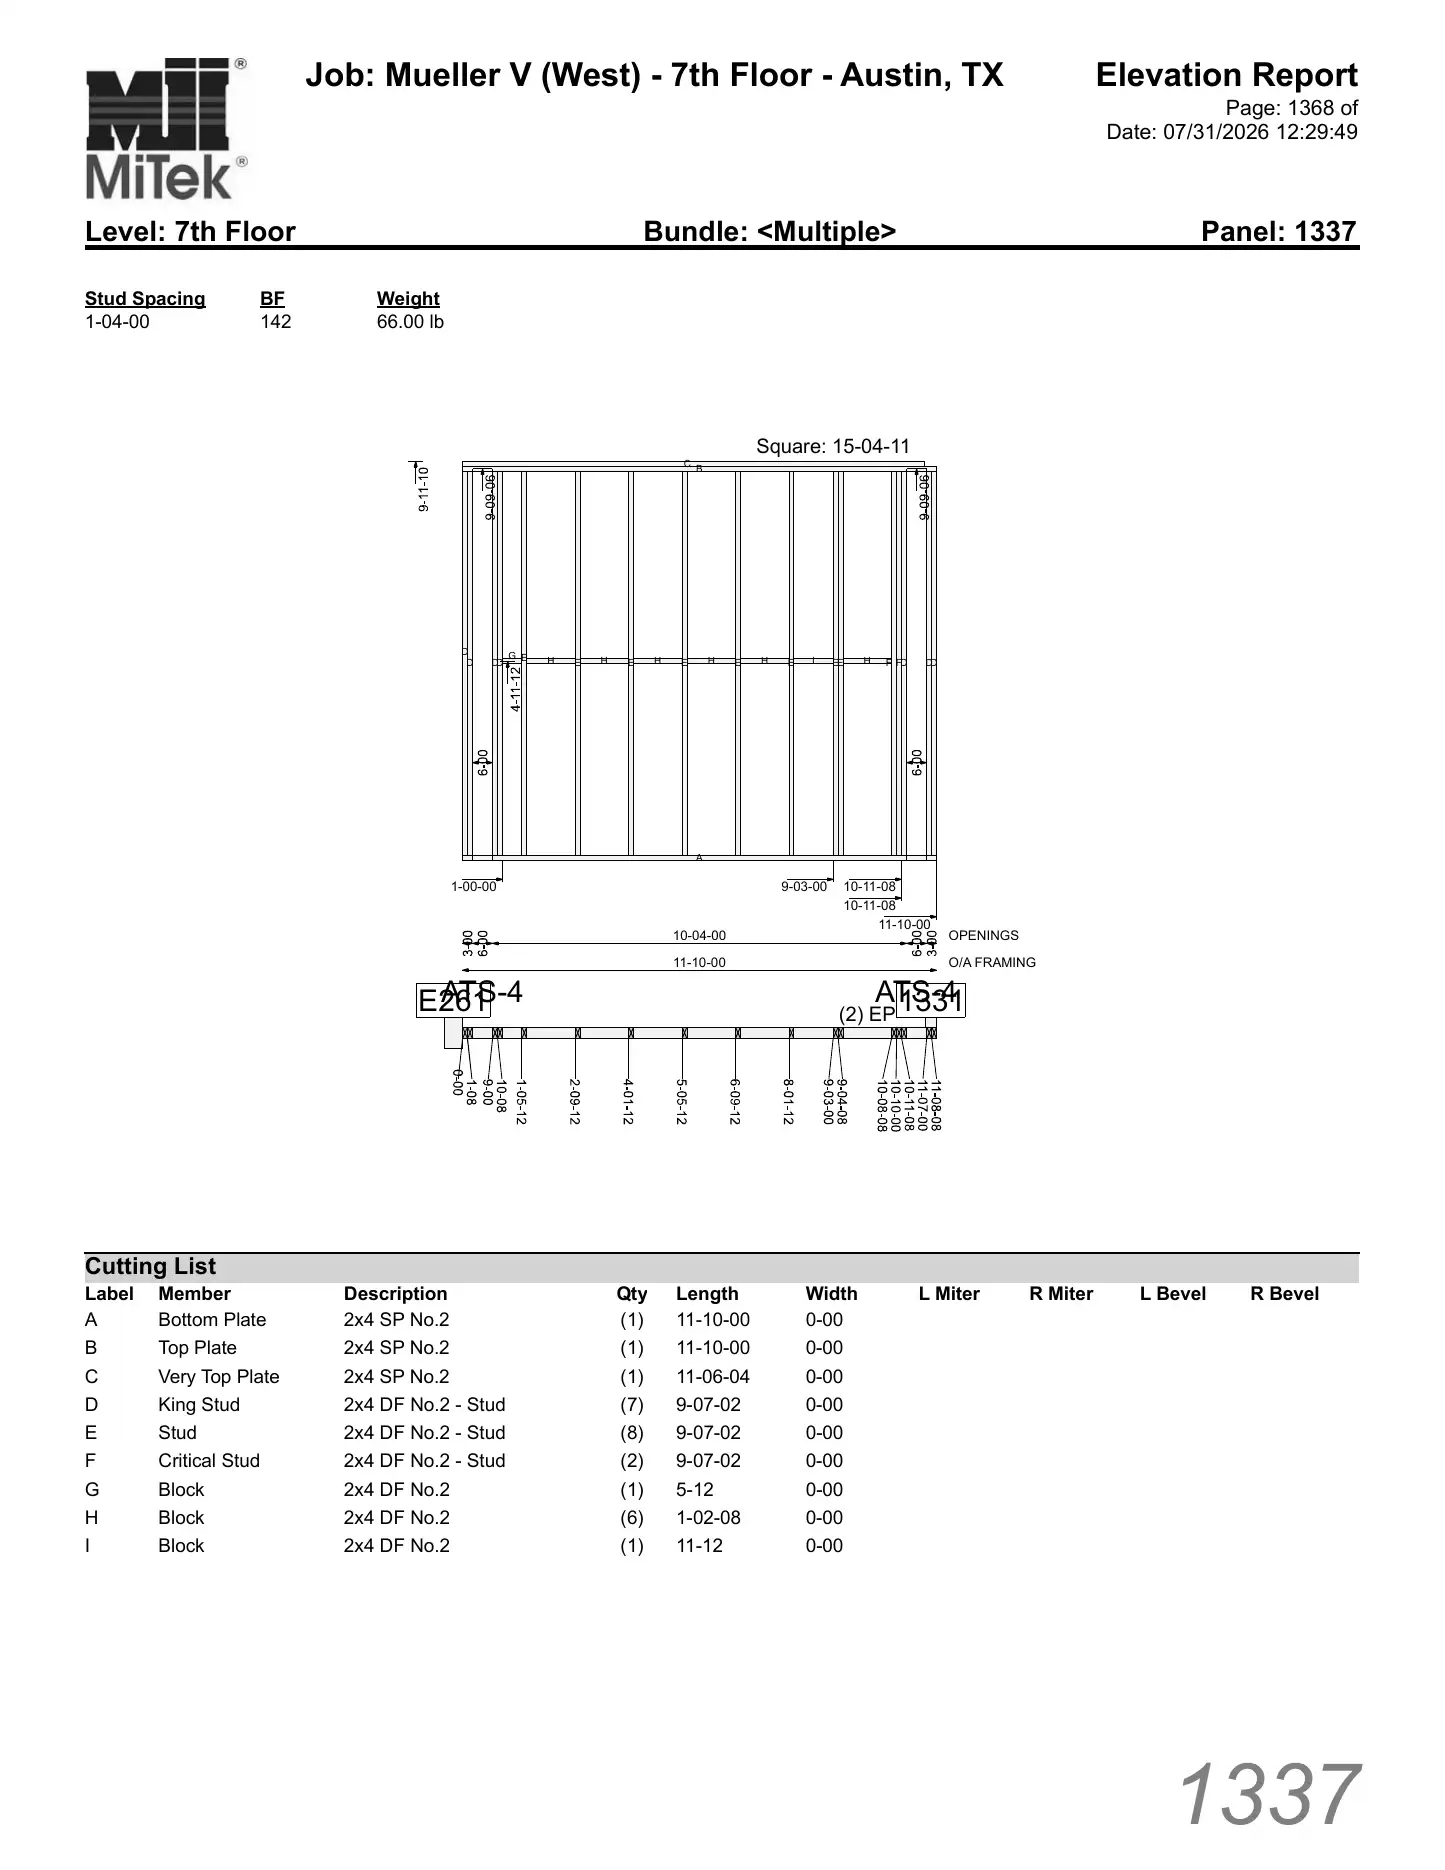 MiTek®
Job: Mueller V (West) - 7th Floor - Austin, TX
Elevation Report
Page: 1368 of
Date: 07/31/2026 12:29:49
Level: 7th Floor
Bundle: <Multiple>
Panel: 1337
Stud Spacing BF Weight
1-04-00 142 66.00 lb
Square: 15-04-11
C
B
9-11-10
9-09-06
9-09-06
D
G
H H H H H I H
4-11-12
6-00
6-00
A
1-00-00
9-03-00
10-11-08
10-11-08
11-10-00
3-00
6-00
10-04-00
6-00
3-00
OPENINGS
11-10-00
O/A FRAMING
E261
ATS-4
ATS-4
1331
(2) EP
0-00
1-08
9-00
10-08
1-05-12
2-09-12
4-01-12
5-05-12
6-09-12
8-01-12
9-03-00
9-04-08
10-08-08
10-10-00
10-11-08
11-07-00
11-08-08
Cutting List
Label Member Description Qty Length Width L Miter R Miter L Bevel R Bevel
A Bottom Plate 2x4 SP No.2 (1) 11-10-00 0-00
B Top Plate 2x4 SP No.2 (1) 11-10-00 0-00
C Very Top Plate 2x4 SP No.2 (1) 11-06-04 0-00
D King Stud 2x4 DF No.2 - Stud (7) 9-07-02 0-00
E Stud 2x4 DF No.2 - Stud (8) 9-07-02 0-00
F Critical Stud 2x4 DF No.2 - Stud (2) 9-07-02 0-00
G Block 2x4 DF No.2 (1) 5-12 0-00
H Block 2x4 DF No.2 (6) 1-02-08 0-00
I Block 2x4 DF No.2 (1) 11-12 0-00
1337